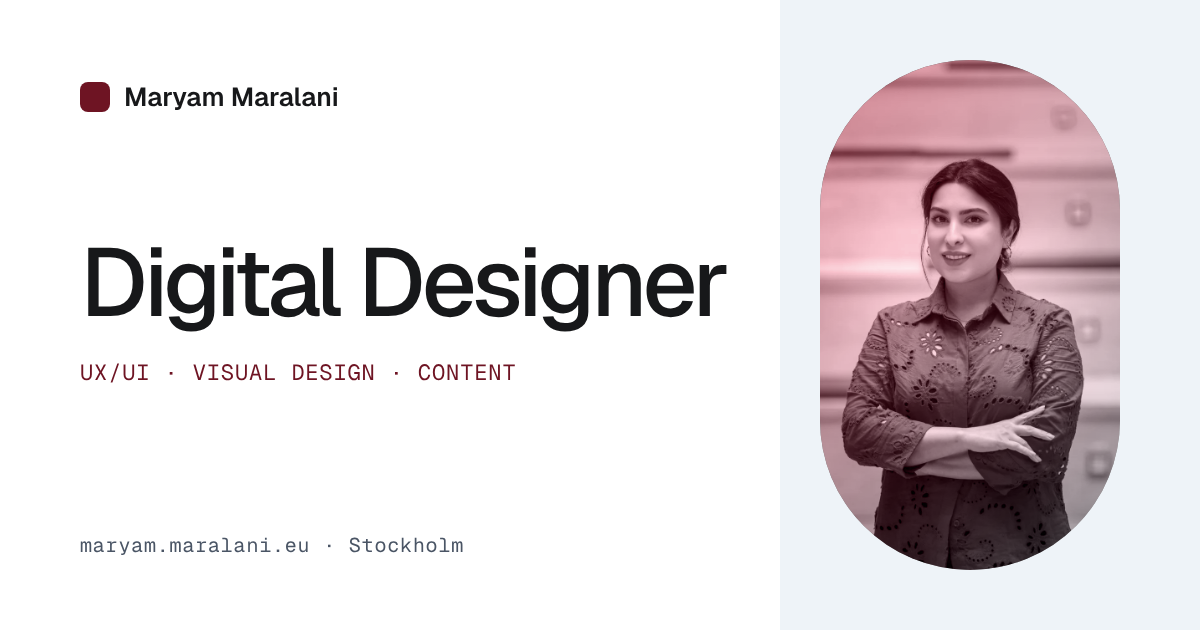 Maryam Maralani
Digital Designer
UX/UI · VISUAL DESIGN · CONTENT
maryam.maralani.eu · Stockholm